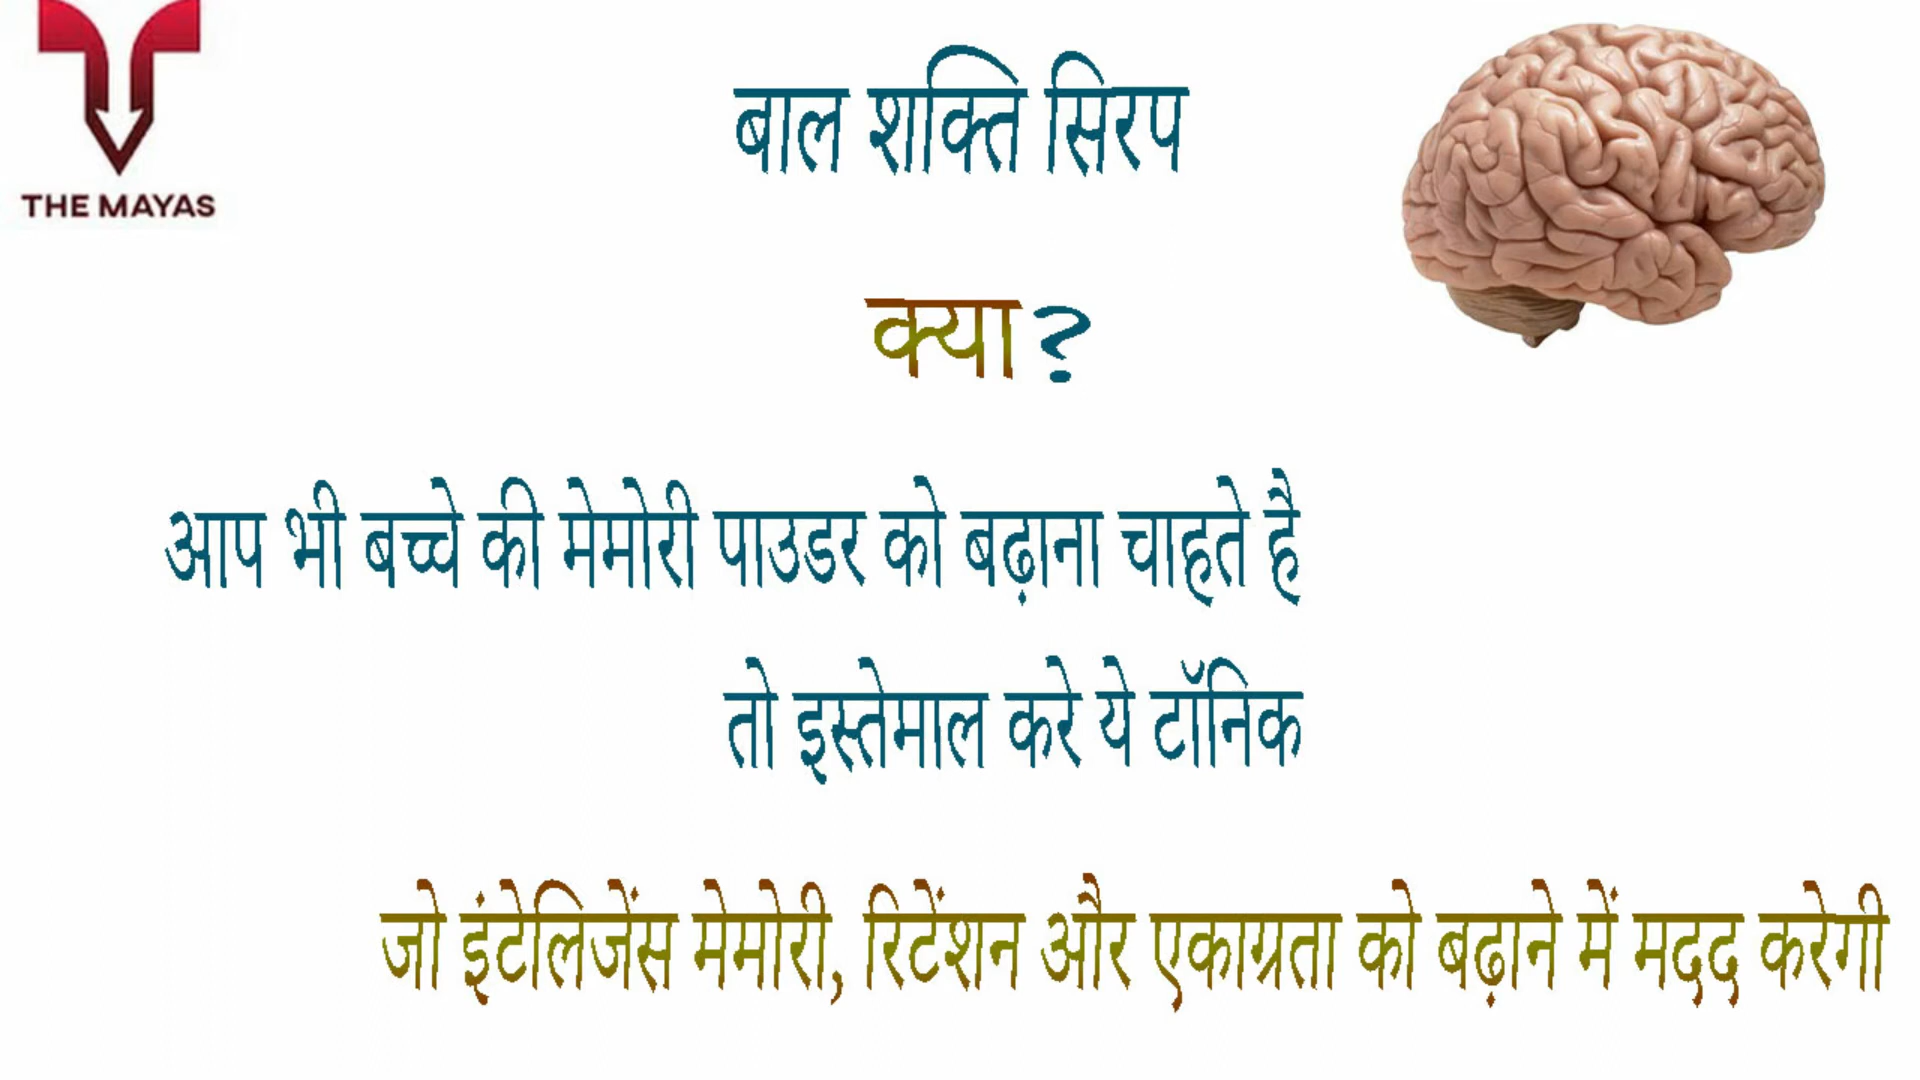 THE MAYAS
बाल शक्ति सिरप
क्या?
आप भी बच्चे की मेमोरी पाउडर को बढ़ाना चाहते है
तो इस्तेमाल करे ये टॉनिक
जो इंटेलिजेंस मेमोरी, रिटेंशन और एकाग्रता को बढ़ाने में मदद करेगी